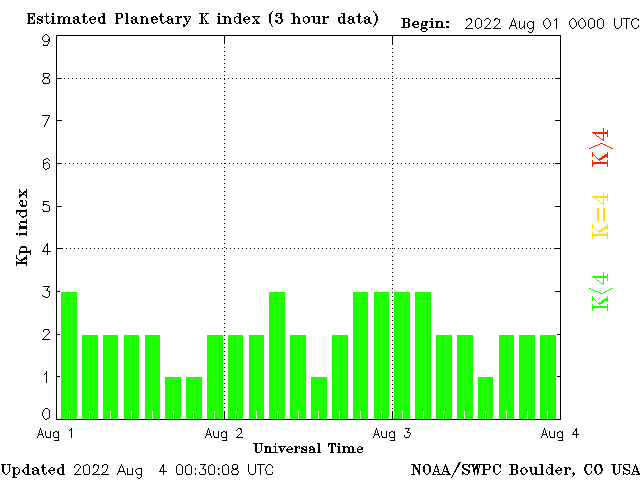 Estimated Planetary K index (3 hour data)
Begin: 2022 Aug 01 0000 UTC
9
8
7
6
5
4
3
2
1
0
Kp index
K>4
K=4
K<4
Aug 1 Aug 2 Aug 3 Aug 4
Universal Time
Updated 2022 Aug 4 00:30:08 UTC
NOAA/SWPC Boulder, CO USA